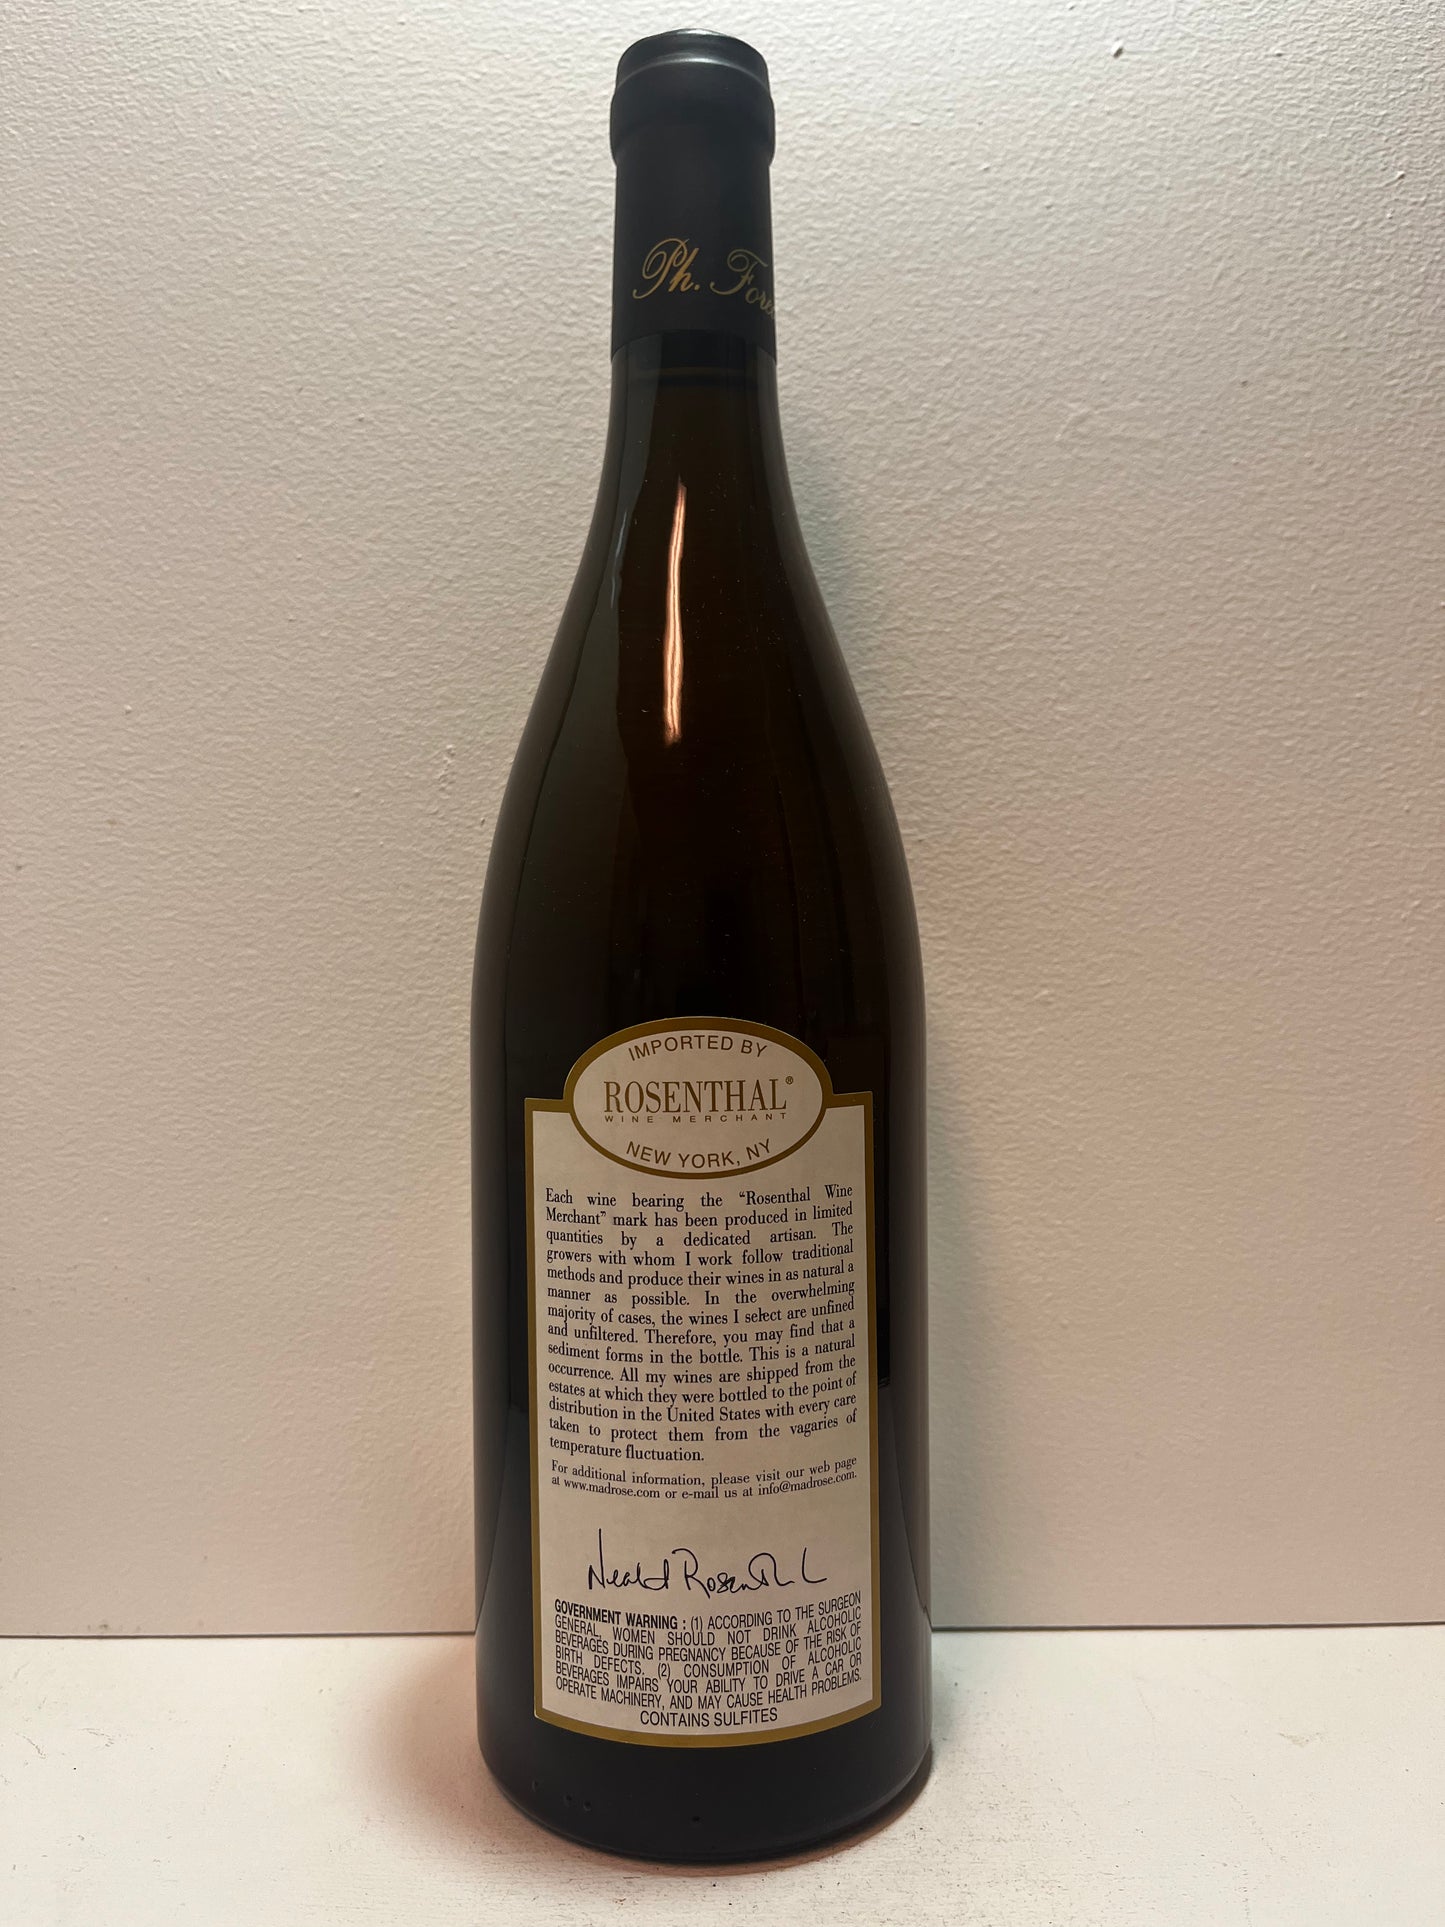 Ph. Fore
IMPORTED BY
ROSENTHAL®
WINE MERCHANT
NEW YORK, NY
Each wine bearing the “Rosenthal Wine
Merchant” mark has been produced in limited
quantities by a dedicated artisan. The
growers with whom I work follow traditional
methods and produce their wines in as natural a
manner as possible. In the overwhelming
majority of cases, the wines I select are unfined
and unfiltered. Therefore, you may find that a
sediment forms in the bottle. This is a natural
occurrence. All my wines are shipped from the
estates at which they were bottled to the point of
distribution in the United States with every care
taken to protect them from the vagaries of
temperature fluctuation.
For additional information, please visit our web page
at www.madrose.com or e-mail us at info@madrose.com.
Neal Rosenthal
GOVERNMENT WARNING : (1) ACCORDING TO THE SURGEON
GENERAL, WOMEN SHOULD NOT DRINK ALCOHOLIC
BEVERAGES DURING PREGNANCY BECAUSE OF THE RISK OF
BIRTH DEFECTS. (2) CONSUMPTION OF ALCOHOLIC
BEVERAGES IMPAIRS YOUR ABILITY TO DRIVE A CAR OR
OPERATE MACHINERY, AND MAY CAUSE HEALTH PROBLEMS.
CONTAINS SULFITES